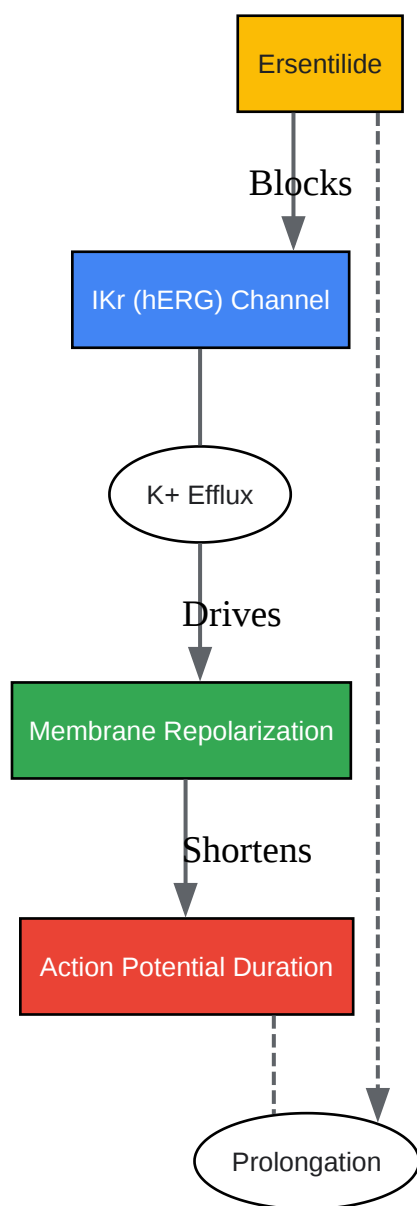 Ersentilide
Blocks
IKr (hERG) Channel
K+ Efflux
Drives
Membrane Repolarization
Shortens
Action Potential Duration
Prolongation